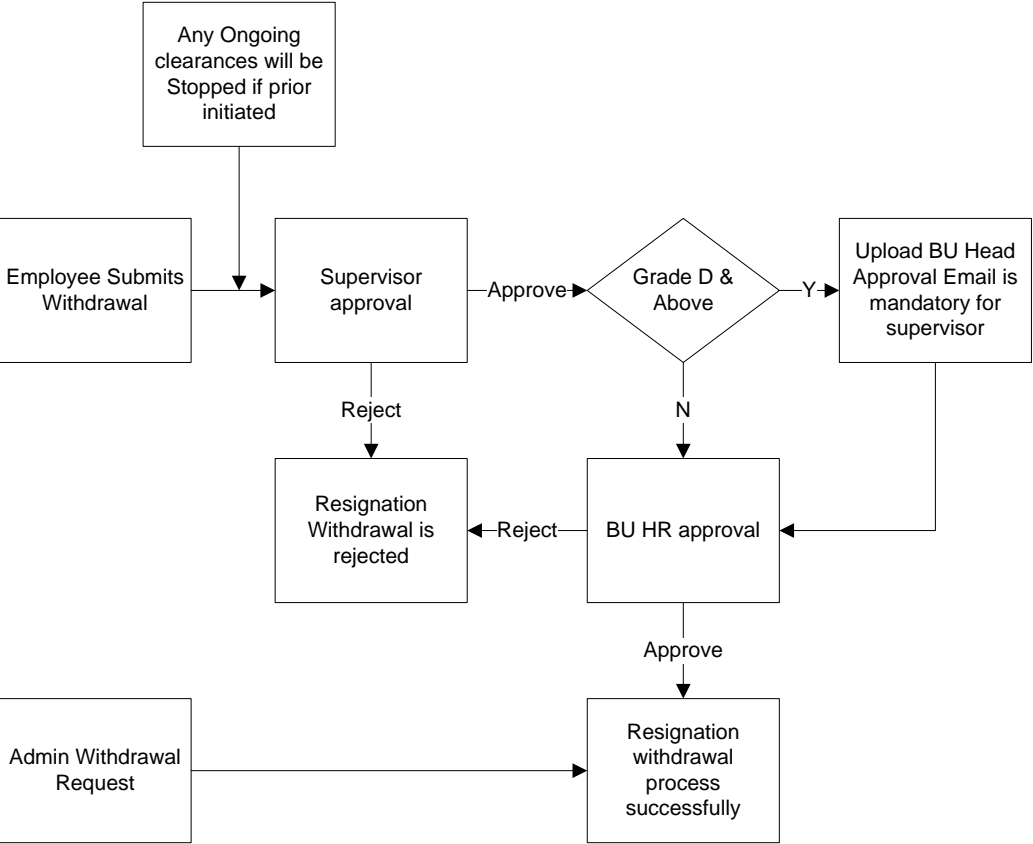 Any Ongoing
clearances will be
Stopped if prior
initiated
Employee Submits
Withdrawal
Supervisor
approval
Approve
Grade D &
Above
Y
Upload BU Head
Approval Email is
mandatory for
supervisor
Reject
N
Resignation
Withdrawal is
rejected
Reject
BU HR approval
Approve
Admin Withdrawal
Request
Resignation
withdrawal
process
successfully